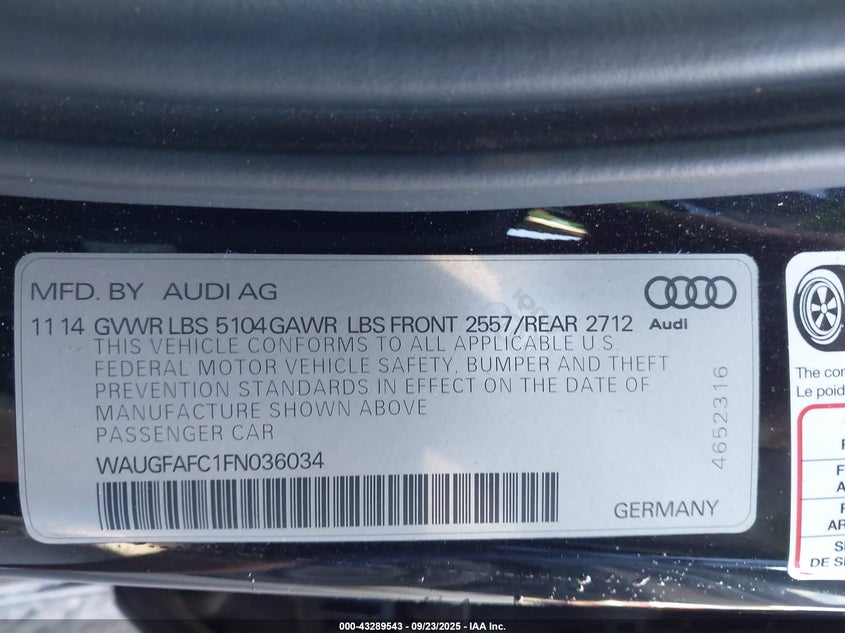 MFD. BY AUDI AG
Audi
11 14 GVWR LBS 5104 GAWR LBS FRONT 2557/REAR 2712
THIS VEHICLE CONFORMS TO ALL APPLICABLE U.S.
FEDERAL MOTOR VEHICLE SAFETY, BUMPER AND THEFT
PREVENTION STANDARDS IN EFFECT ON THE DATE OF
MANUFACTURE SHOWN ABOVE
PASSENGER CAR
WAUGFAFC1FN036034
GERMANY
4652316
The
Le
DE
000-43289543 - 09/23/2025 - IAA Inc.